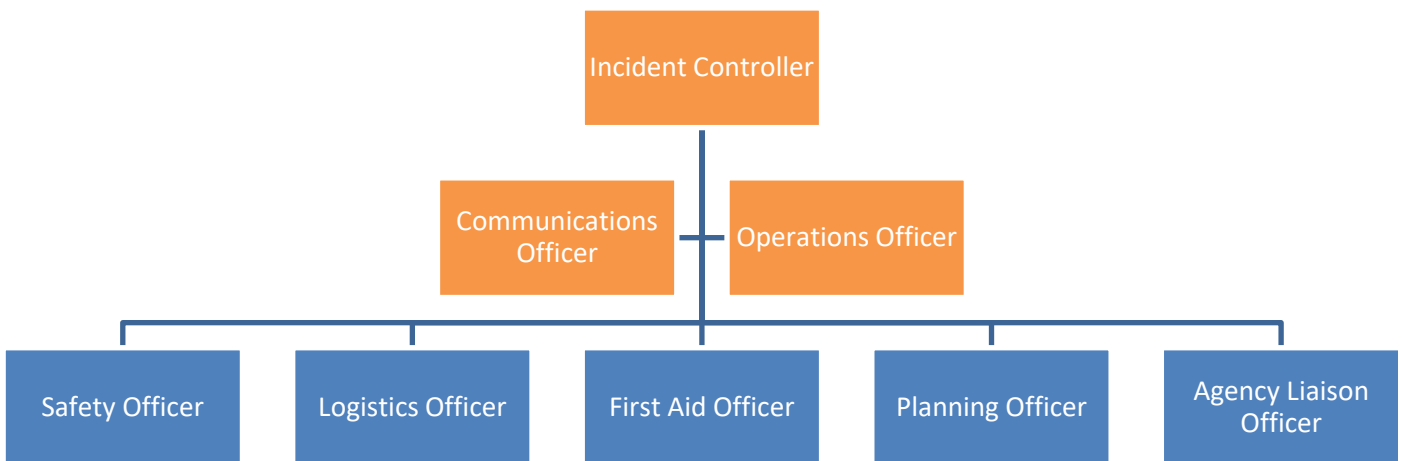 Incident Controller
Communications
Officer
Operations Officer
Safety Officer
Logistics Officer
First Aid Officer
Planning Officer
Agency Liaison
Officer